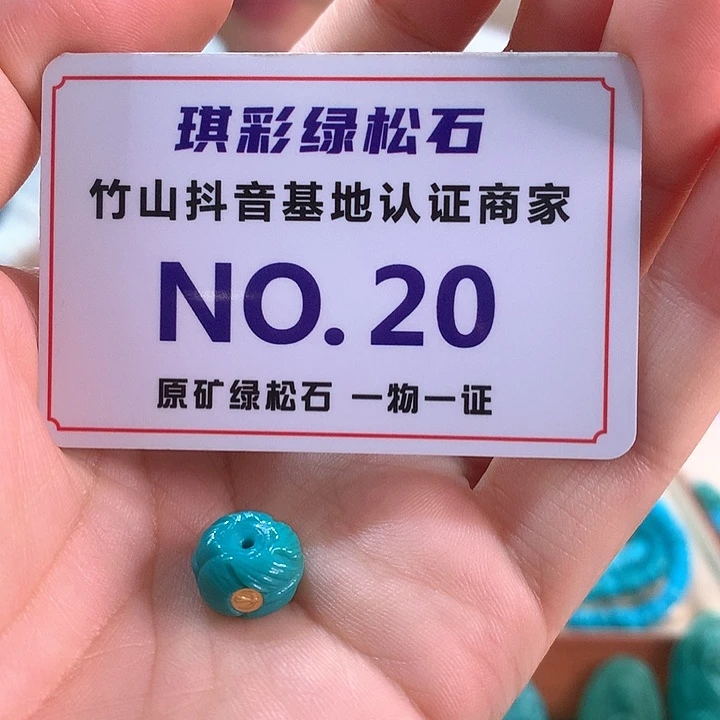 琪彩绿松石
竹山抖音基地认证商家
NO.20
原矿绿松石 一物一证